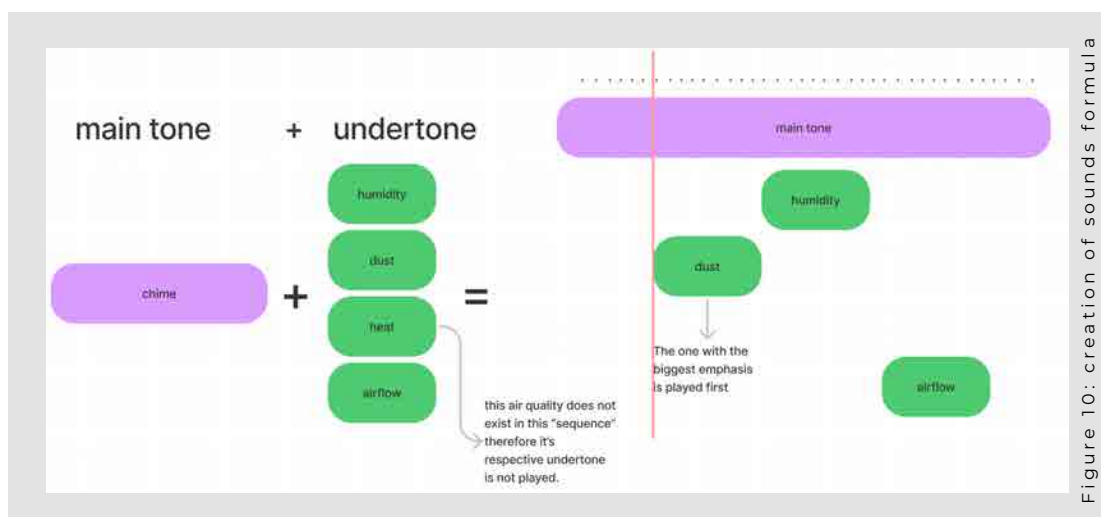 main tone + undertone
humidity
dust
chime + =
heat
airflow
this air quality does not
exist in this "sequence"
therefore it's
respective undertone
is not played.
main tone
humidity
dust
The one with the
biggest emphasis
is played first
airflow
Figure 10: creation of sounds formula